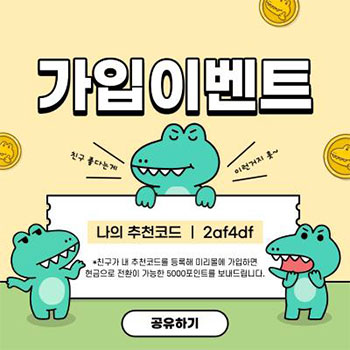 가입이벤트
친구 좋다는게
이런거지 뭐~
나의 추천코드 | 2af4df
*친구가 내 추천코드를 등록해 미리몰에 가입하면
현금으로 전환이 가능한 5000포인트를 보내드립니다.
공유하기